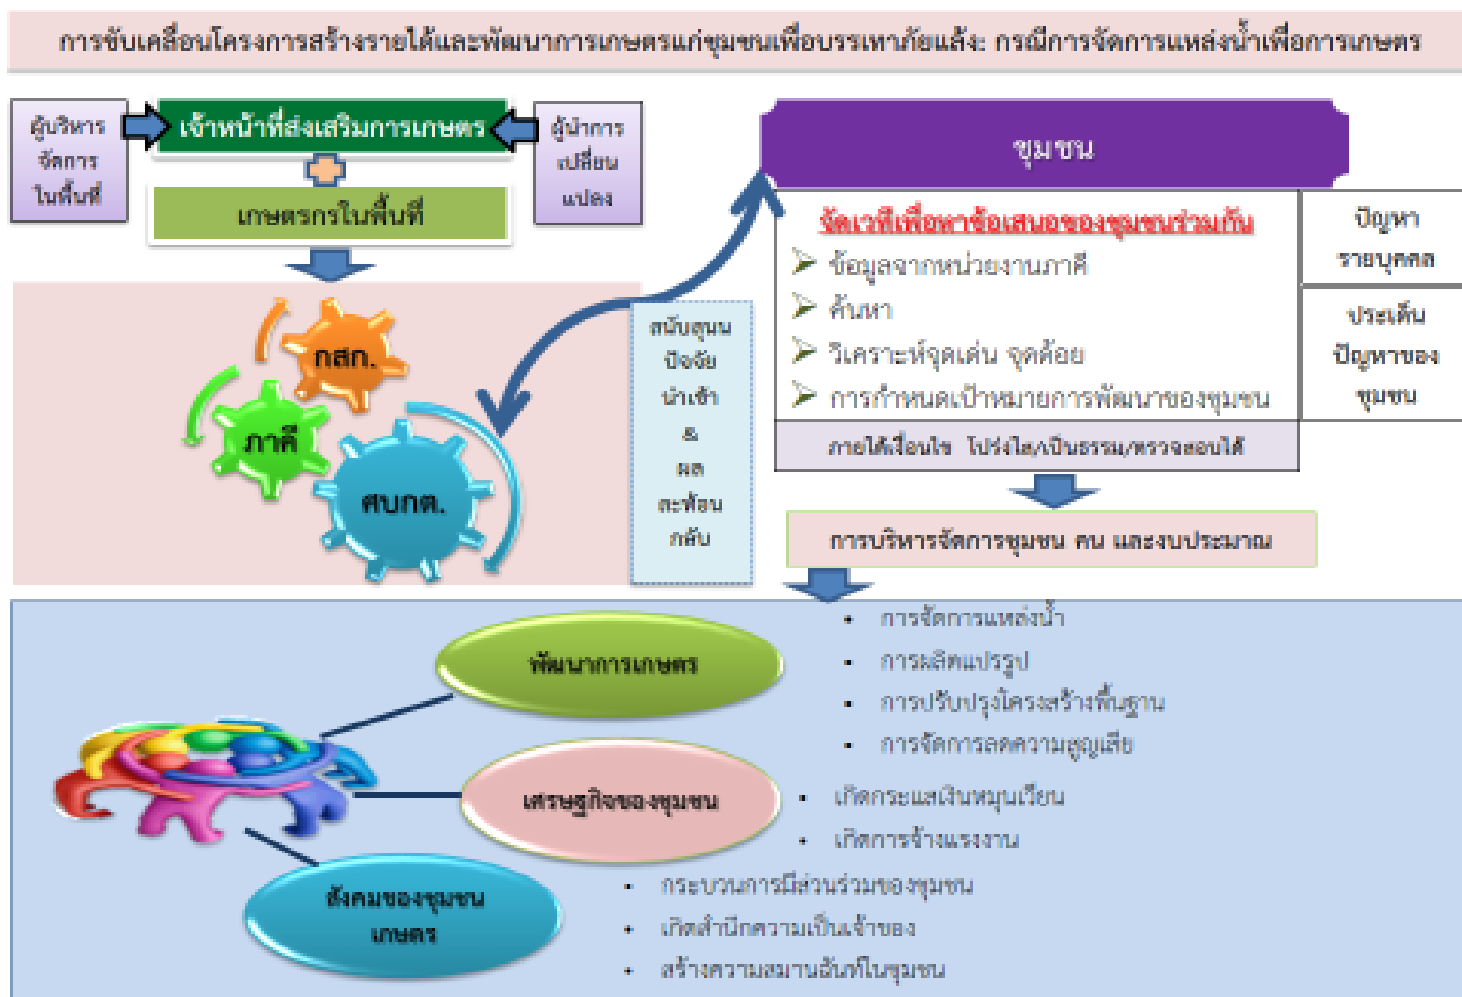 การขับเคลื่อนโครงการสร้างรายได้และพัฒนาการเกษตรแก่ชุมชนเพื่อบรรเทาภัยแล้ง: กรณีการจัดการแหล่งน้ำเพื่อการเกษตร
ผู้บริหาร
จัดการ
ในพื้นที่
เจ้าหน้าที่ส่งเสริมการเกษตร
ผู้นำการ
เปลี่ยน
แปลง
เกษตรกรในพื้นที่
กสก.
ภาคี
ศบกต.
สนับสนุน
ปัจจัย
นำเข้า
&
ผล
สะท้อน
กลับ
ชุมชน
จัดเวทีเพื่อหาข้อเสนอของชุมชนร่วมกัน
ข้อมูลจากหน่วยงานภาคี
ค้นหา
วิเคราะห์จุดเด่น จุดด้อย
การกำหนดเป้าหมายการพัฒนาของชุมชน
ปัญหา
รายบุคคล
ประเด็น
ปัญหาของ
ชุมชน
ภายใต้เงื่อนไข โปร่งใส/เป็นธรรม/ตรวจสอบได้
การบริหารจัดการชุมชน คน และงบประมาณ
พัฒนาการเกษตร
• การจัดการแหล่งน้ำ
• การผลิตแปรรูป
• การปรับปรุงโครงสร้างพื้นฐาน
• การจัดการลดความสูญเสีย
เศรษฐกิจของชุมชน
• เกิดกระแสเงินหมุนเวียน
• เกิดการจ้างแรงงาน
สังคมของชุมชน
เกษตร
• กระบวนการมีส่วนร่วมของชุมชน
• เกิดสำนึกความเป็นเจ้าของ
• สร้างความสมานฉันท์ในชุมชน